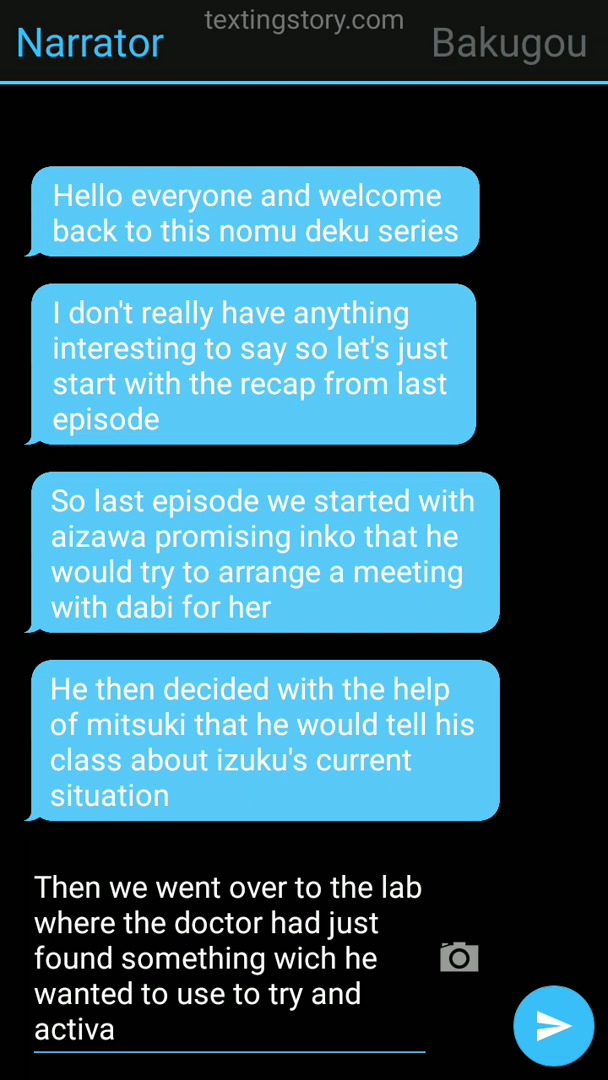 textingstory.com
Narrator
Bakugou
Hello everyone and welcome
back to this nomu deku series
I don't really have anything
interesting to say so let's just
start with the recap from last
episode
So last episode we started with
aizawa promising inko that he
would try to arrange a meeting
with dabi for her
He then decided with the help
of mitsuki that he would tell his
class about izuku's current
situation
Then we went over to the lab
where the doctor had just
found something wich he
wanted to use to try and
activa